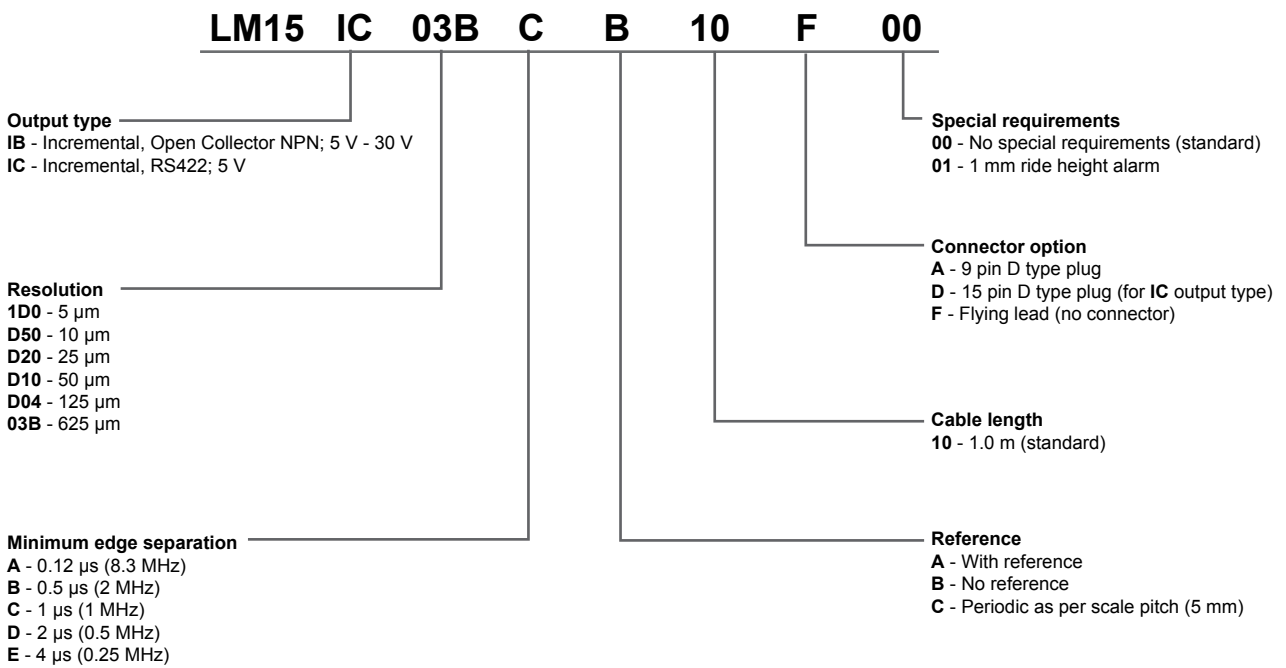 LM15 IC 03B C B 10 F 00
Output type
IB - Incremental, Open Collector NPN; 5 V - 30 V
IC - Incremental, RS422; 5 V
Resolution
1D0 - 5 µm
D50 - 10 µm
D20 - 25 µm
D10 - 50 µm
D04 - 125 µm
03B - 625 µm
Minimum edge separation
A - 0.12 µs (8.3 MHz)
B - 0.5 µs (2 MHz)
C - 1 µs (1 MHz)
D - 2 µs (0.5 MHz)
E - 4 µs (0.25 MHz)
Special requirements
00 - No special requirements (standard)
01 - 1 mm ride height alarm
Connector option
A - 9 pin D type plug
D - 15 pin D type plug (for IC output type)
F - Flying lead (no connector)
Cable length
10 - 1.0 m (standard)
Reference
A - With reference
B - No reference
C - Periodic as per scale pitch (5 mm)